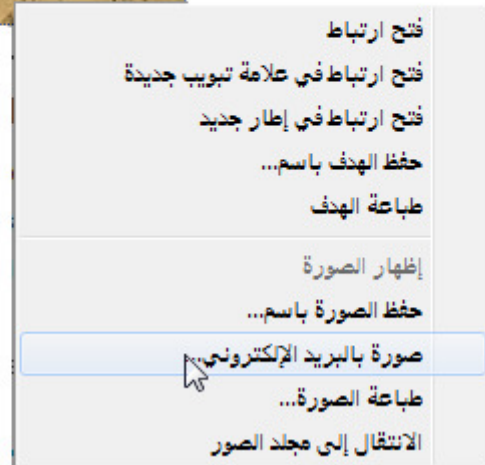 فتح ارتباط
فتح ارتباط في علامة تبويب جديدة
فتح ارتباط في إطار جديد
حفظ الهدف باسم...
طباعة الهدف
إظهار الصورة
حفظ الصورة باسم...
صورة بالبريد الإلكتروني...
طباعة الصورة...
الانتقال إلى مجلد الصور